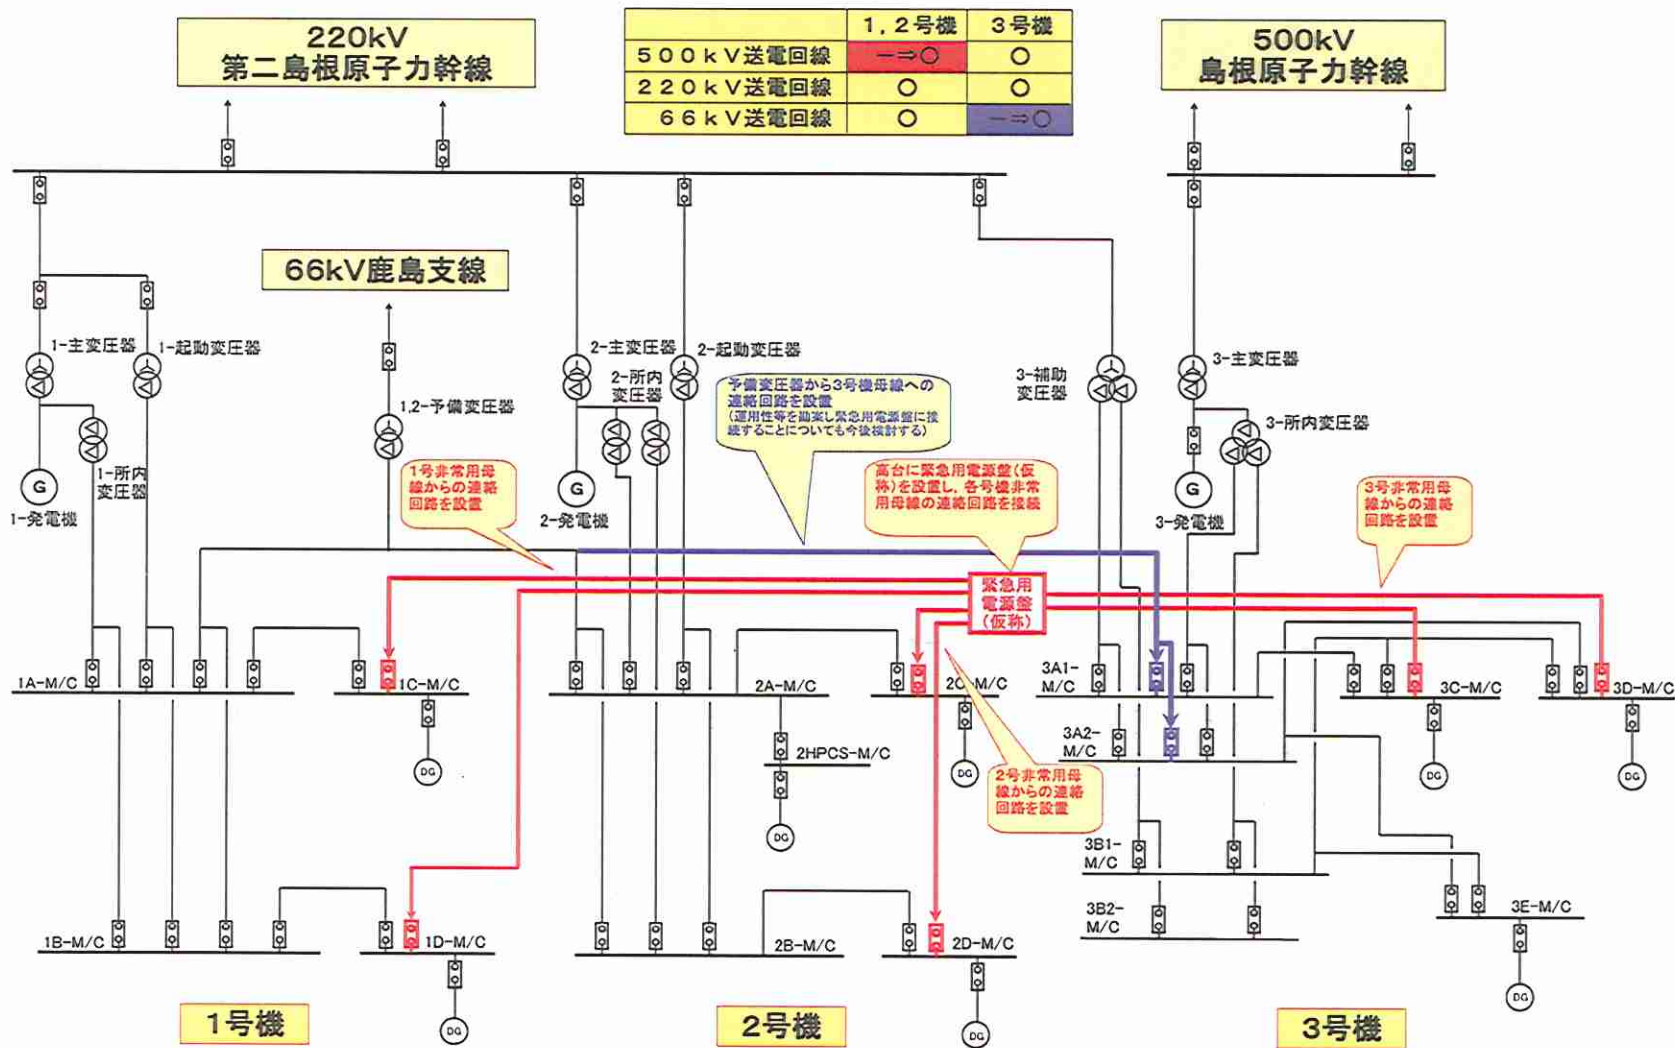 220kV
第二島根原子力幹線
1,2号機 3号機
500kV送電回線 －⇒○ ○
220kV送電回線 ○ ○
66kV送電回線 ○ －⇒○
500kV
島根原子力幹線
66kV鹿島支線
1-主変圧器
1-起動変圧器
1,2-予備変圧器
1-所内
変圧器
G
1-発電機
2-主変圧器
2-起動変圧器
2-所内
変圧器
G
2-発電機
3-補助
変圧器
3-主変圧器
3-所内変圧器
G
3-発電機
予備変圧器から3号機母線への
連絡回路を設置
(運用性等を勘案し緊急用電源盤に接
続することについても今後検討する)
1号非常用母
線からの連絡
回路を設置
高台に緊急用電源盤(仮
称)を設置し、各号機非常
用母線の連絡回路を接続
3号非常用母
線からの連絡
回路を設置
緊急用
電源盤
(仮称)
2号非常用母
線からの連絡
回路を設置
1A-M/C
1C-M/C
DG
1B-M/C
1D-M/C
DG
2A-M/C
2C-M/C
DG
2HPCS-M/C
DG
2B-M/C
2D-M/C
DG
3A1-
M/C
3A2-
M/C
3B1-
M/C
3B2-
M/C
3C-M/C
DG
3D-M/C
DG
3E-M/C
DG
1号機
2号機
3号機